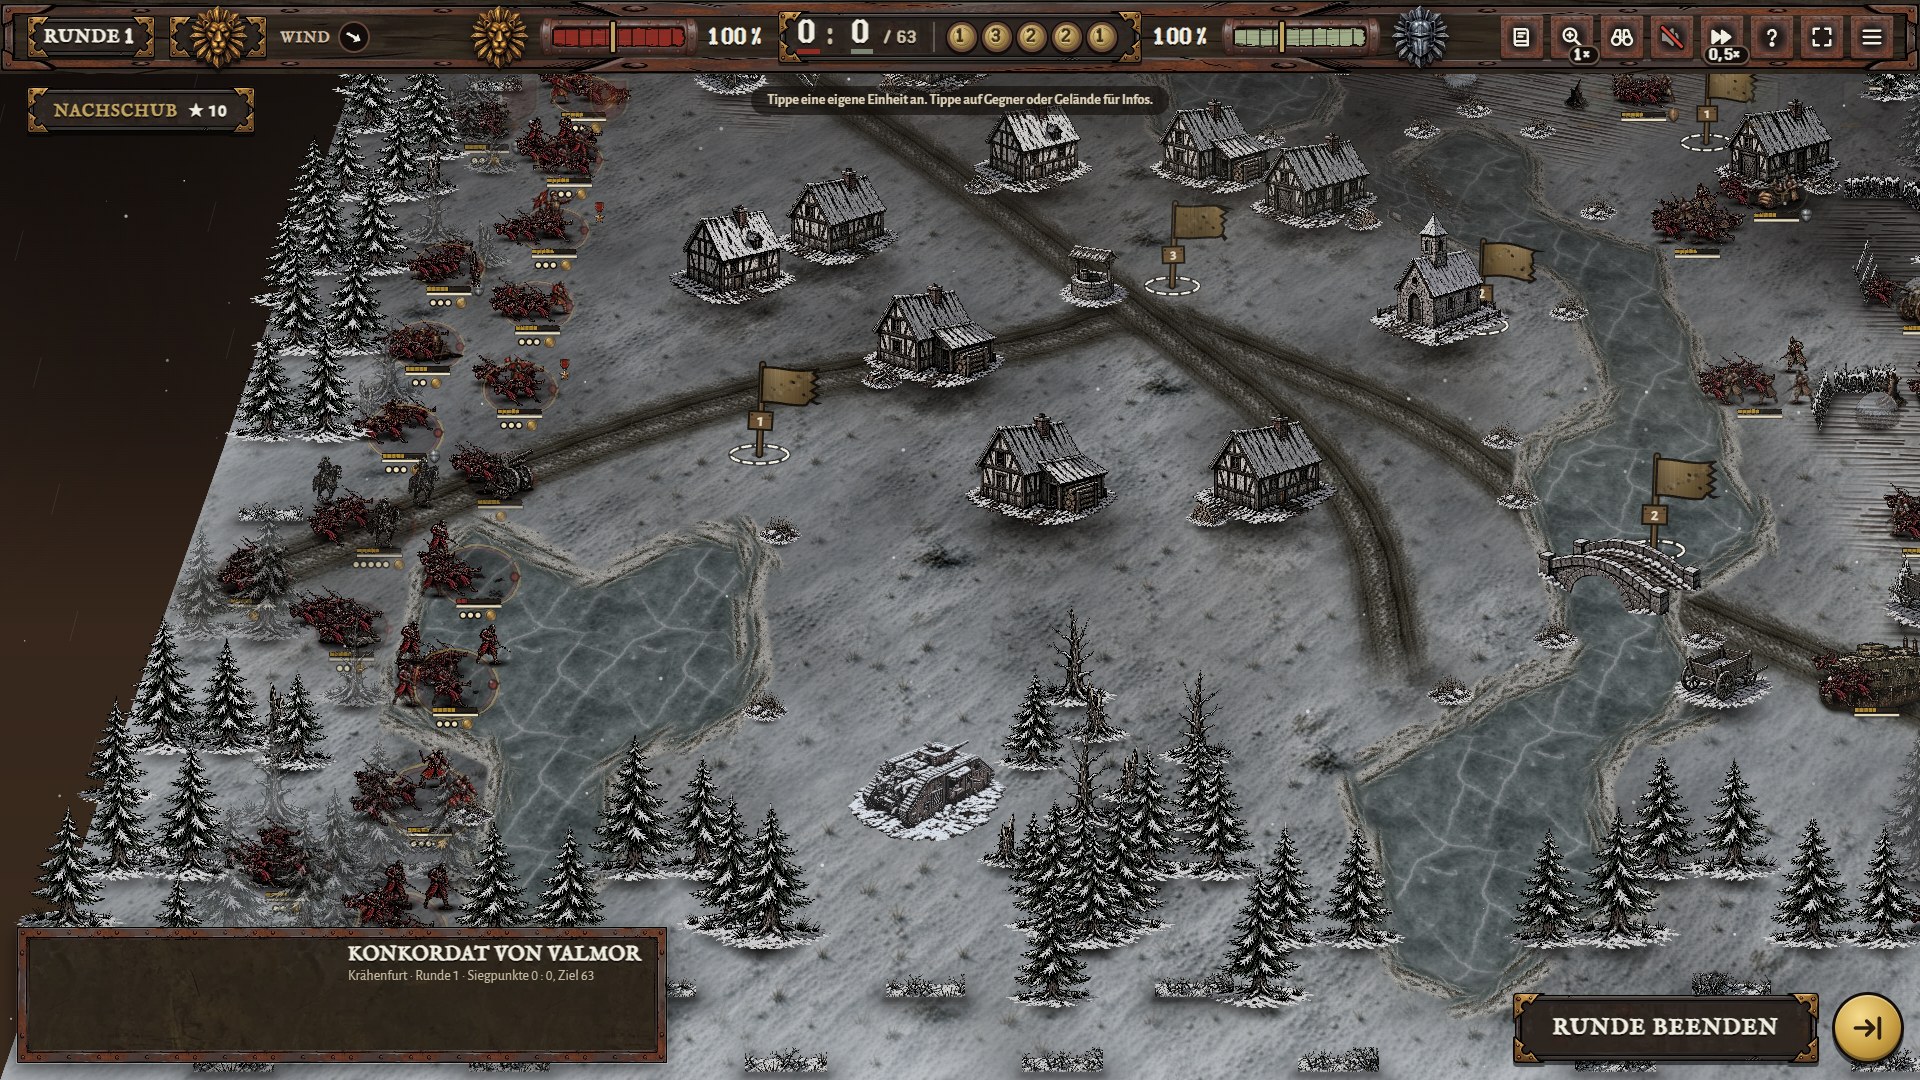 RUNDE 1
WIND
100%
0 : 0 / 63
1 3 2 2 1
100%
1×
0,5×
?
NACHSCHUB ★ 10
Tippe eine eigene Einheit an. Tippe auf Gegner oder Gelände für Infos.
1
3
2
1
2
KONKORDAT VON VALMOR
Krähenfurt · Runde 1 · Siegpunkte 0 : 0, Ziel 63
RUNDE BEENDEN